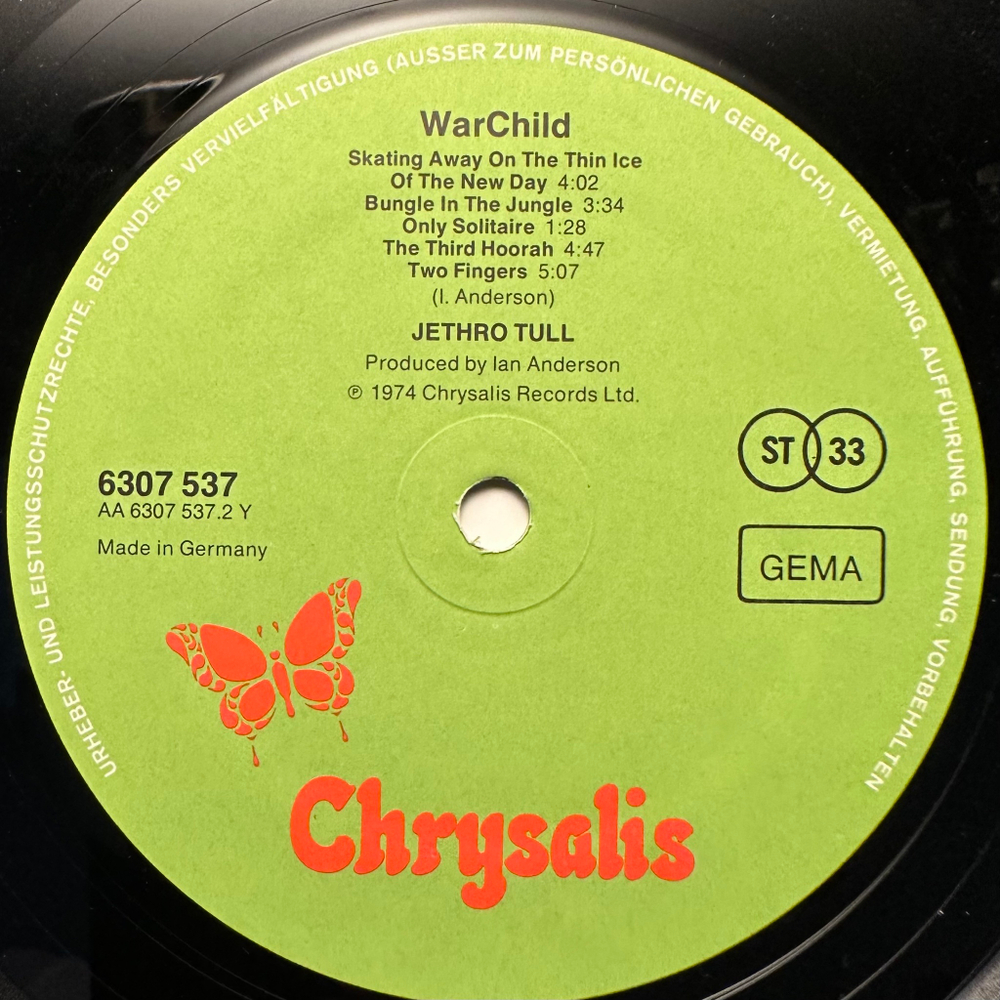 URHEBER- UND LEISTUNGSSCHUTZRECHTE, BESONDERS VERVIELFÄLTIGUNG (AUSSER ZUM PERSÖNLICHEN GEBRAUCH), VERMIETUNG, AUFFÜHRUNG, SENDUNG, VORBEHALTEN
WarChild
Skating Away On The Thin Ice
Of The New Day 4:02
Bungle In The Jungle 3:34
Only Solitaire 1:28
The Third Hoorah 4:47
Two Fingers 5:07
(I. Anderson)
JETHRO TULL
Produced by Ian Anderson
℗ 1974 Chrysalis Records Ltd.
ST 33
6307 537
AA 6307 537.2 Y
Made in Germany
GEMA
Chrysalis